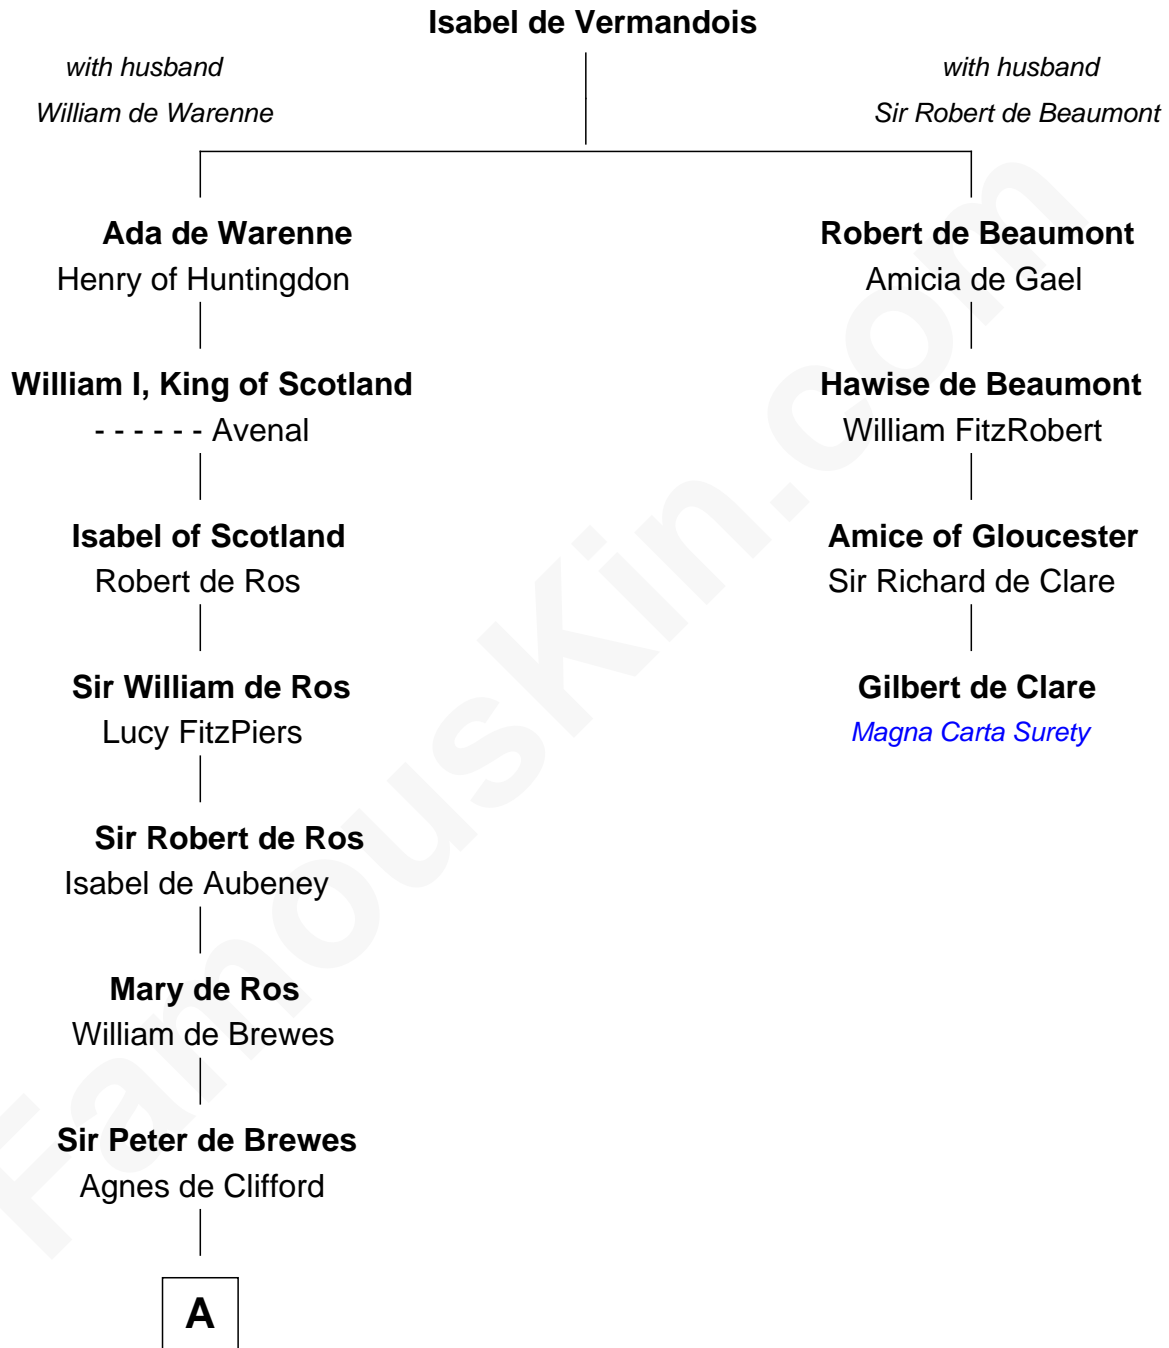 Isabel de Vermandois
with husband
William de Warenne
with husband
Sir Robert de Beaumont
Ada de Warenne
Henry of Huntingdon
Robert de Beaumont
Amicia de Gael
William I, King of Scotland
- - - - - - Avenal
Hawise de Beaumont
William FitzRobert
Isabel of Scotland
Robert de Ros
Amice of Gloucester
Sir Richard de Clare
Sir William de Ros
Lucy FitzPiers
Gilbert de Clare
Magna Carta Surety
Sir Robert de Ros
Isabel de Aubeney
Mary de Ros
William de Brewes
Sir Peter de Brewes
Agnes de Clifford
A
FamousKin.com